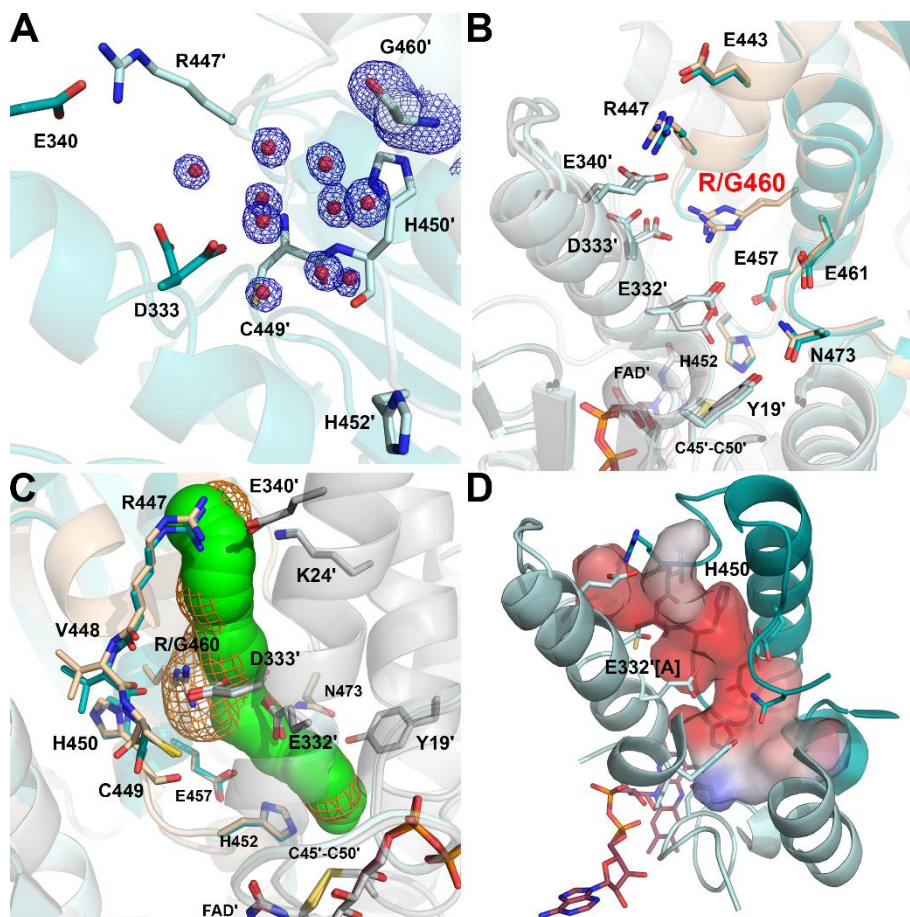 A
R447'
G460'
E340
H450'
D333
C449'
H452'
B
E443
R447
E340'
R/G460
D333'
E457
E461
E332'
H452
N473
FAD'
Y19'
C45'-C50'
C
R447
E340'
K24'
V448
R/G460
D333'
N473
H450
E332'
Y19'
C449
E457
H452
C45'-C50'
FAD'
D
H450
E332'[A]